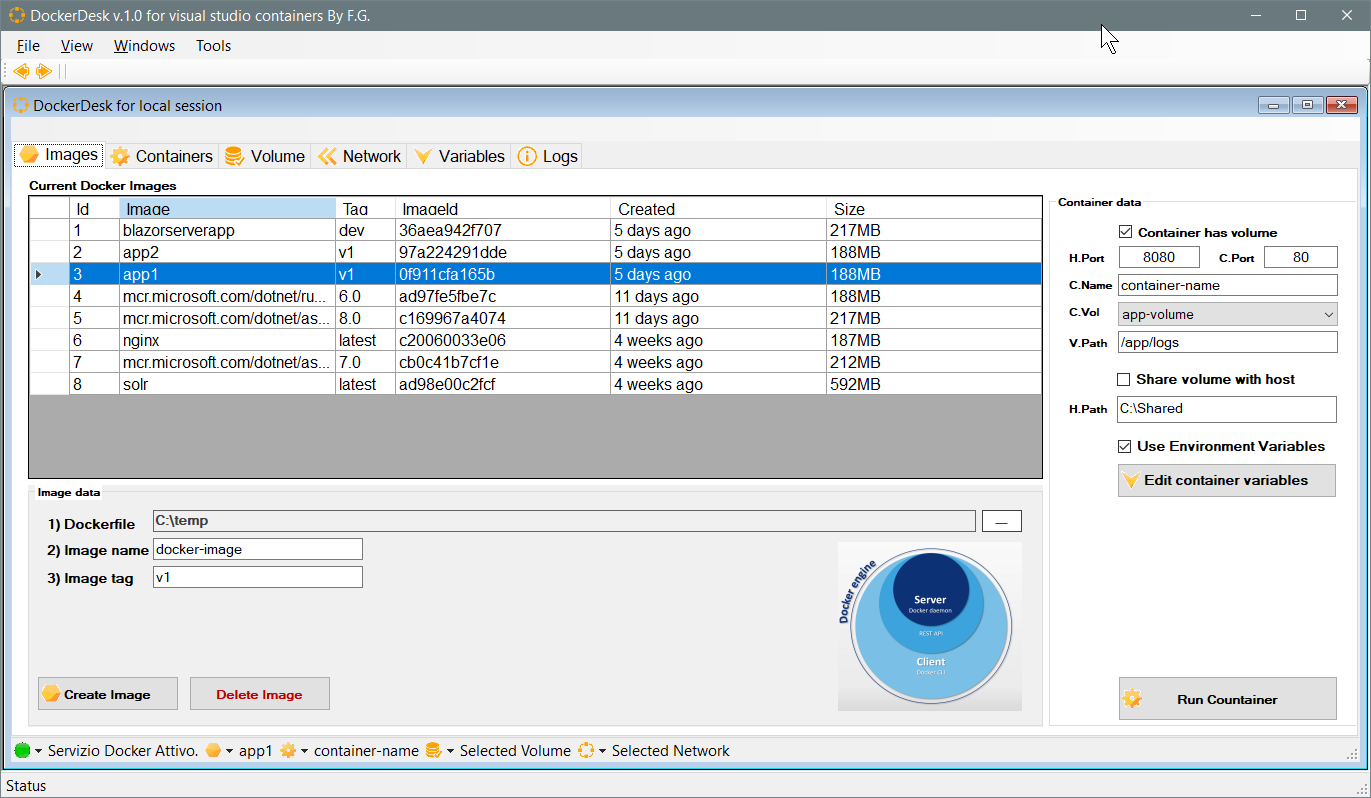 DockerDesk v.1.0 for visual studio containers By F.G.
File View Windows Tools
DockerDesk for local session
Images Containers Volume Network Variables Logs
Current Docker Images
Id Image Tag ImageId Created Size
1 blazorserverapp dev 36aea942f707 5 days ago 217MB
2 app2 v1 97a224291dde 5 days ago 188MB
3 app1 v1 0f911cfa165b 5 days ago 188MB
4 mcr.microsoft.com/dotnet/ru... 6.0 ad97fe5fbe7c 11 days ago 188MB
5 mcr.microsoft.com/dotnet/as... 8.0 c169967a4074 11 days ago 217MB
6 nginx latest c20060033e06 4 weeks ago 187MB
7 mcr.microsoft.com/dotnet/as... 7.0 cb0c41b7cf1e 4 weeks ago 212MB
8 solr latest ad98e00c2fcf 4 weeks ago 592MB
Container data
Container has volume
H.Port 8080 C.Port 80
C.Name container-name
C.Vol app-volume
V.Path /app/logs
Share volume with host
H.Path C:\Shared
Use Environment Variables
Edit container variables
Run Countainer
Image data
1) Dockerfile C:\temp ...
2) Image name docker-image
3) Image tag v1
Docker engine
Server
Docker daemon
REST API
Client
Docker CLI
Create Image Delete Image
Servizio Docker Attivo. app1 container-name Selected Volume Selected Network
Status